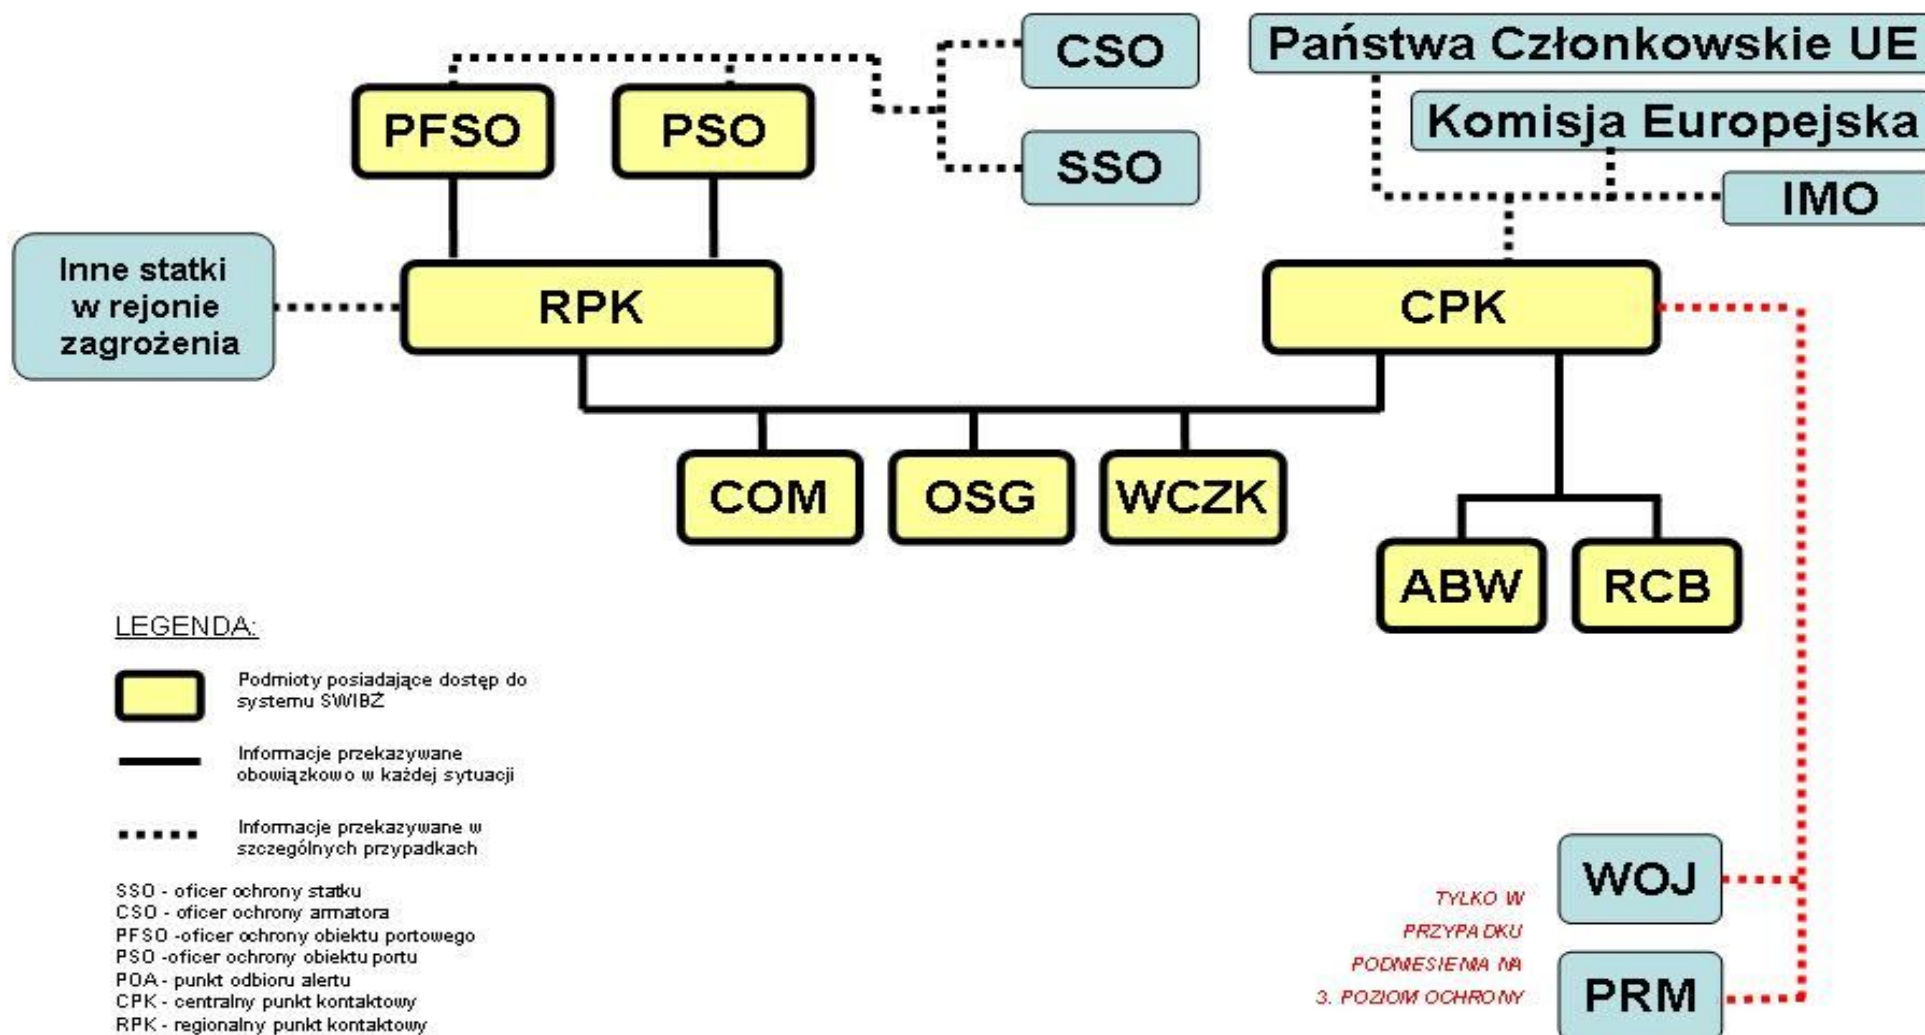 CSO
Państwa Członkowskie UE
PFSO
PSO
Komisja Europejska
SSO
IMO
Inne statki
w rejonie
zagrożenia
RPK
CPK
COM
OSG
WCZK
ABW
RCB
LEGENDA:
Podmioty posiadające dostęp do
systemu SWIBŻ
Informacje przekazywane
obowiązkowo w każdej sytuacji
Informacje przekazywane w
szczególnych przypadkach
SSO - oficer ochrony statku
CSO - oficer ochrony armatora
PFSO -oficer ochrony obiektu portowego
PSO -oficer ochrony obiektu portu
POA - punkt odbioru alertu
CPK - centralny punkt kontaktowy
RPK - regionalny punkt kontaktowy
WOJ
TYLKO W
PRZYPADKU
PODNIESIENIA NA
3. POZIOM OCHRONY
PRM